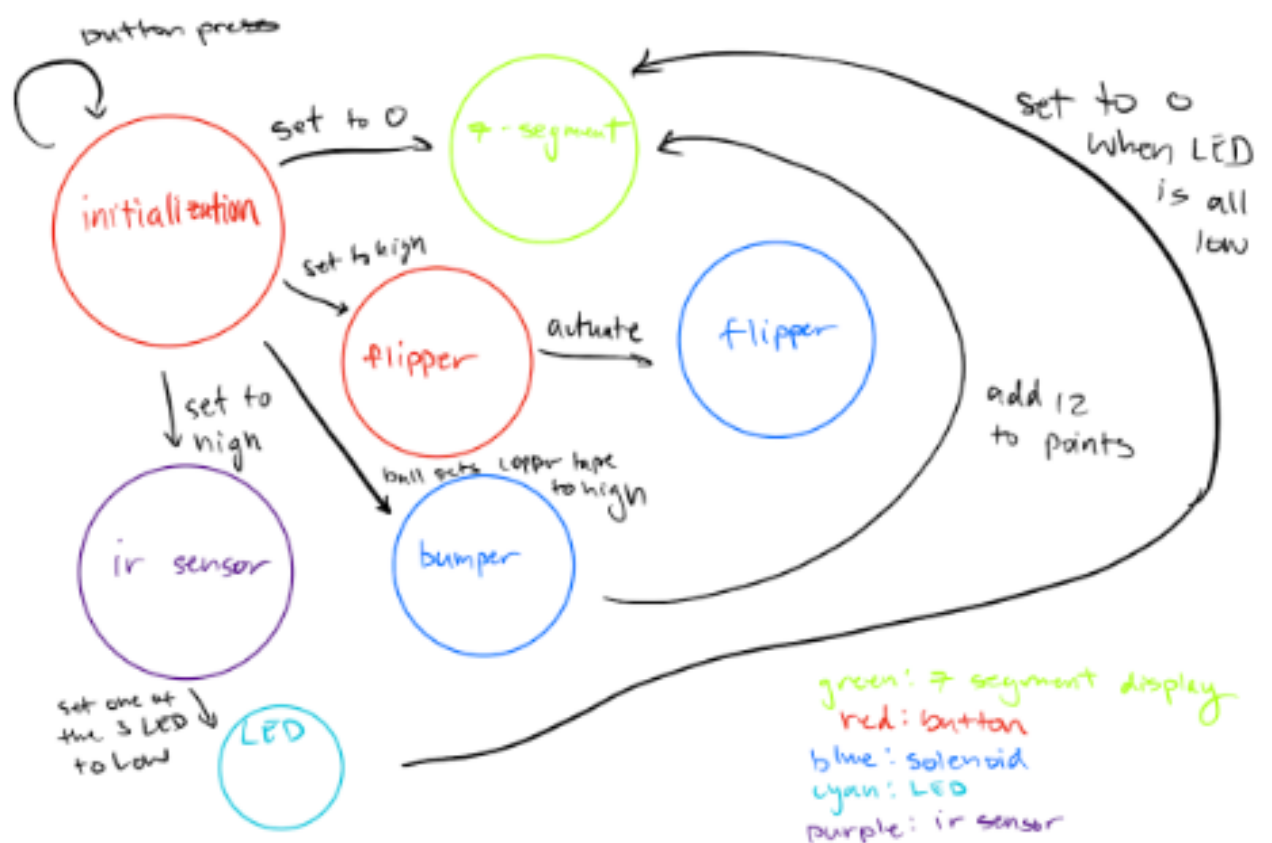 button press
set to 0
7-segment
set to 0
when LED
is all
low
initialization
set to high
flipper
actuate
flipper
set to
high
add 12
to points
ball sets copper tape
to high
ir sensor
bumper
set one of
the 3 LED
to low
LED
green: 7 segment display
red: button
blue: solenoid
cyan: LED
purple: ir sensor